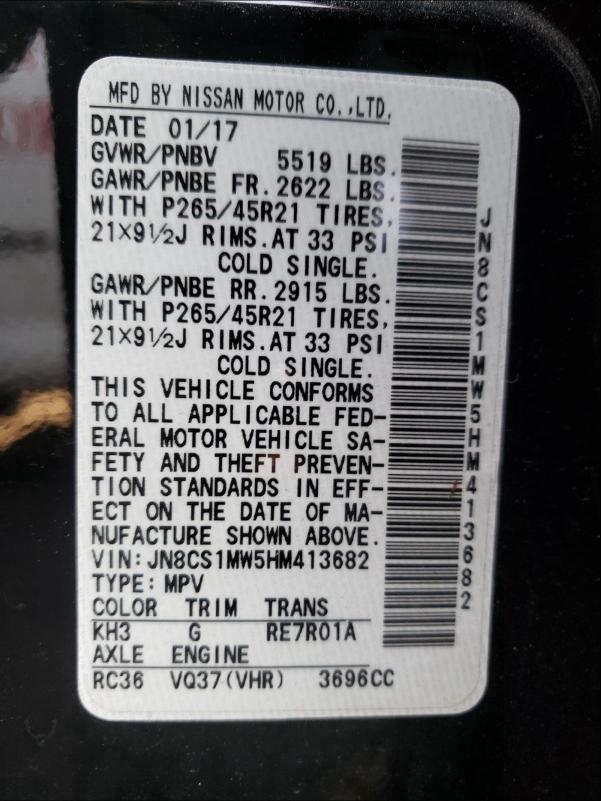 MFD BY NISSAN MOTOR CO.,LTD.
DATE 01/17
GVWR/PNBV 5519 LBS.
GAWR/PNBE FR. 2622 LBS.
WITH P265/45R21 TIRES,
21×9½J RIMS.AT 33 PSI
COLD SINGLE.
GAWR/PNBE RR. 2915 LBS.
WITH P265/45R21 TIRES,
21×9½J RIMS.AT 33 PSI
COLD SINGLE.
THIS VEHICLE CONFORMS
TO ALL APPLICABLE FED-
ERAL MOTOR VEHICLE SA-
FETY AND THEFT PREVEN-
TION STANDARDS IN EFF-
ECT ON THE DATE OF MA-
NUFACTURE SHOWN ABOVE.
VIN:JN8CS1MW5HM413682
TYPE:MPV
COLOR TRIM TRANS
KH3 G RE7R01A
AXLE ENGINE
RC36 VQ37(VHR) 3696CC
JN8CS1MW5HM413682